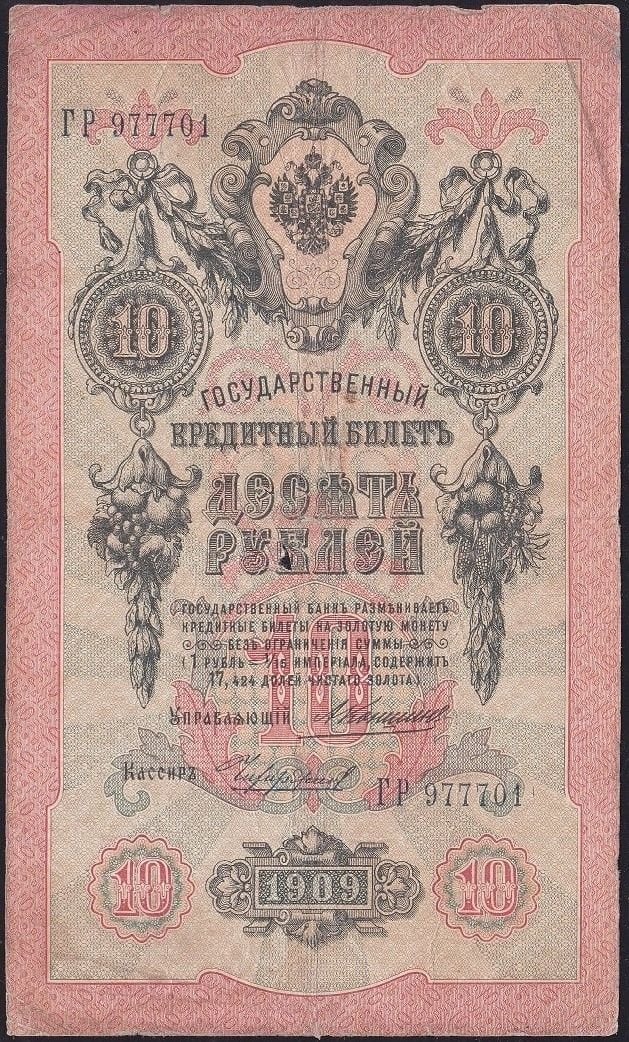 ГР 977701
10 10
ГОСУДАРСТВЕННЫЙ
КРЕДИТНЫЙ БИЛЕТЪ
ДЕСЯТЬ
РУБЛЕЙ
ГОСУДАРСТВЕННЫЙ БАНКЪ РАЗМѢНИВАЕТЪ
КРЕДИТНЫЕ БИЛЕТЫ НА ЗОЛОТУЮ МОНЕТУ
БЕЗЪ ОГРАНИЧЕНІЯ СУММЫ
(1 РУБЛЬ = 1/15 ИМПЕРІАЛА, СОДЕРЖИТЪ
17,424 ДОЛЕЙ ЧИСТАГО ЗОЛОТА.)
10
УПРАВЛЯЮЩІЙ
КАССИРЪ
ГР 977701
10 1909 10